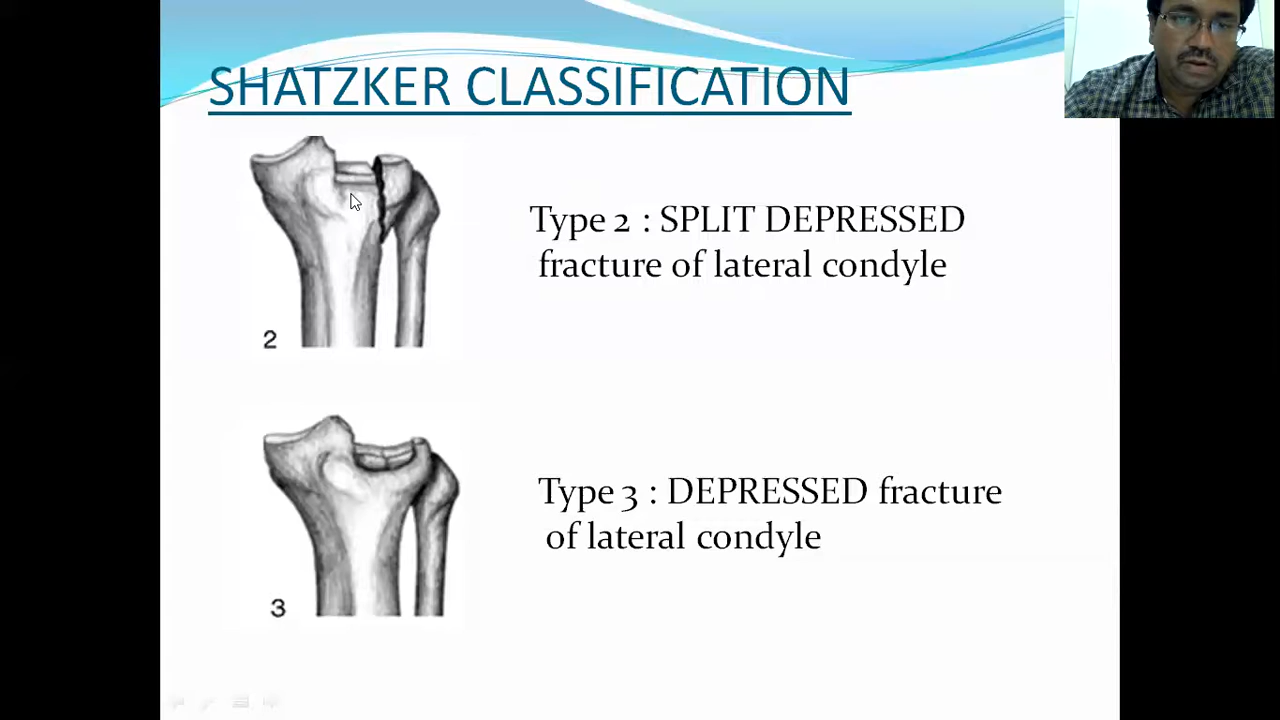 SHATZKER CLASSIFICATION
Type 2 : SPLIT DEPRESSED
fracture of lateral condyle
2
Type 3 : DEPRESSED fracture
of lateral condyle
3